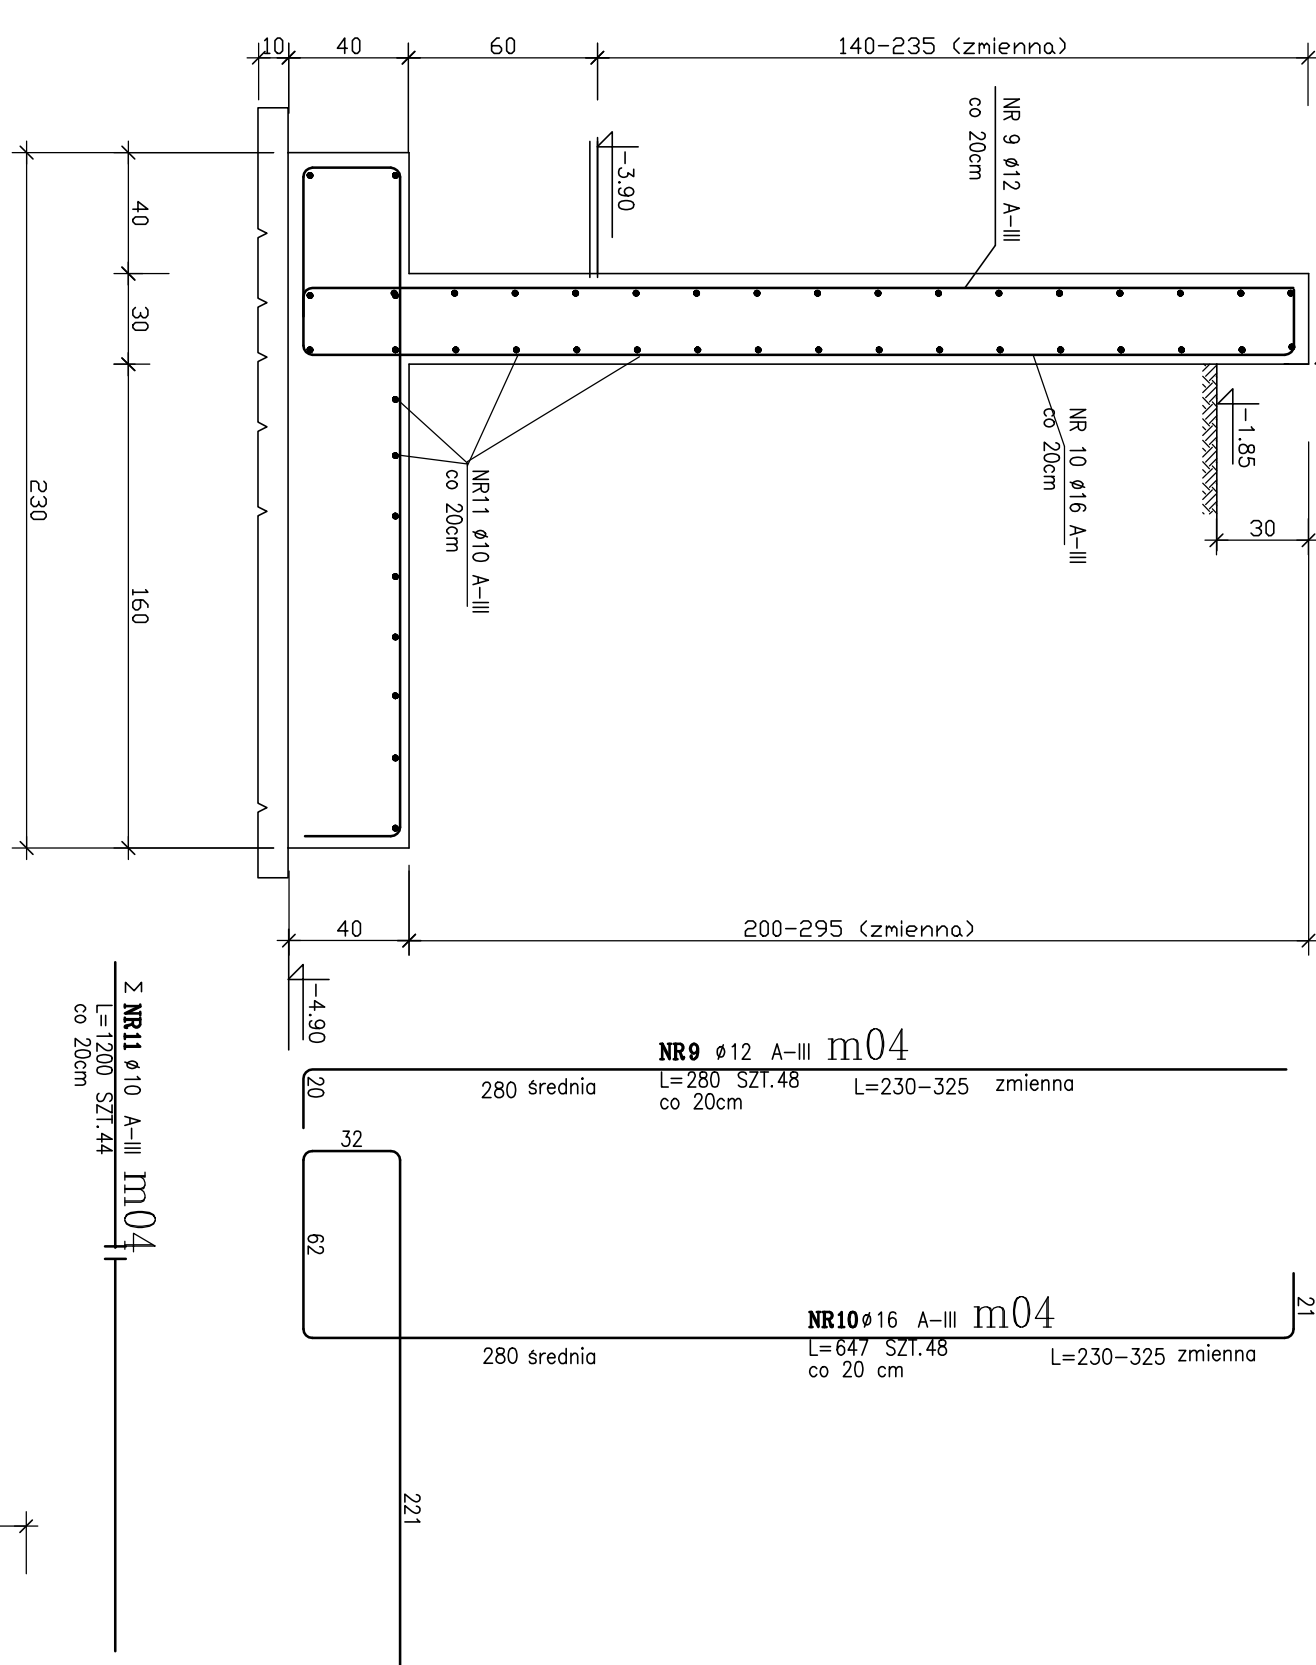 10
40
60
140-235 (zmienna)
NR 9 ø12 A-III
co 20cm
-3.90
40
30
160
230
NR 10 ø16 A-III
co 20cm
-1.85
30
NR11 ø10 A-III
co 20cm
40
200-295 (zmienna)
-4.90
Σ NR11 ø10 A-III m04
L=1200 SZT.44
co 20cm
NR9 ø12 A-III m04
20
280 średnia
L=280 SZT.48
L=230-325 zmienna
co 20cm
32
62
21
NR10 ø16 A-III m04
280 średnia
L=647 SZT.48
L=230-325 zmienna
co 20 cm
221